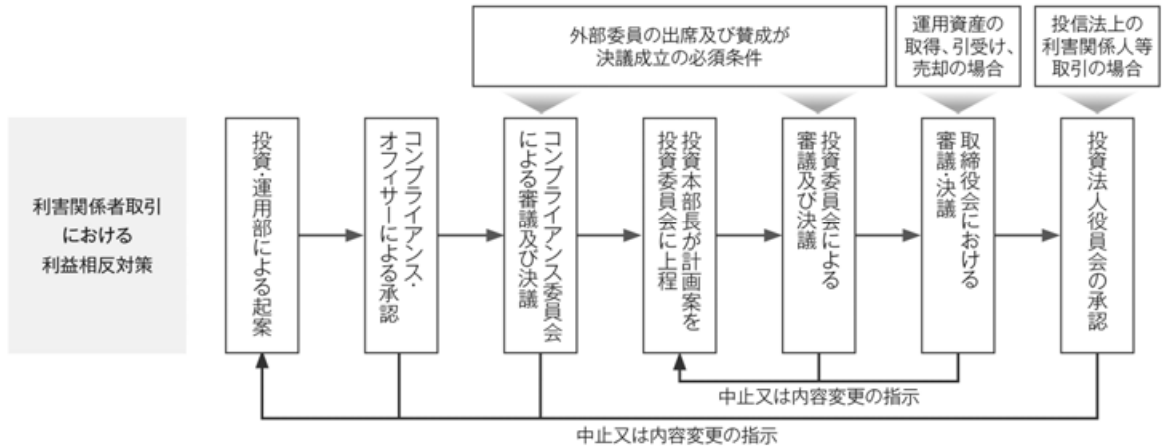 外部委員の出席及び賛成が
決議成立の必須条件
運用資産の
取得、引受け、
売却の場合
投信法上の
利害関係人等
取引の場合
利害関係者取引
における
利益相反対策
投資・運用部による起案
コンプライアンス・
オフィサーによる承認
コンプライアンス委員会
による審議及び決議
投資本部長が計画案を
投資委員会に上程
投資委員会による
審議及び決議
取締役会における
審議・決議
投資法人役員会の承認
中止又は内容変更の指示
中止又は内容変更の指示